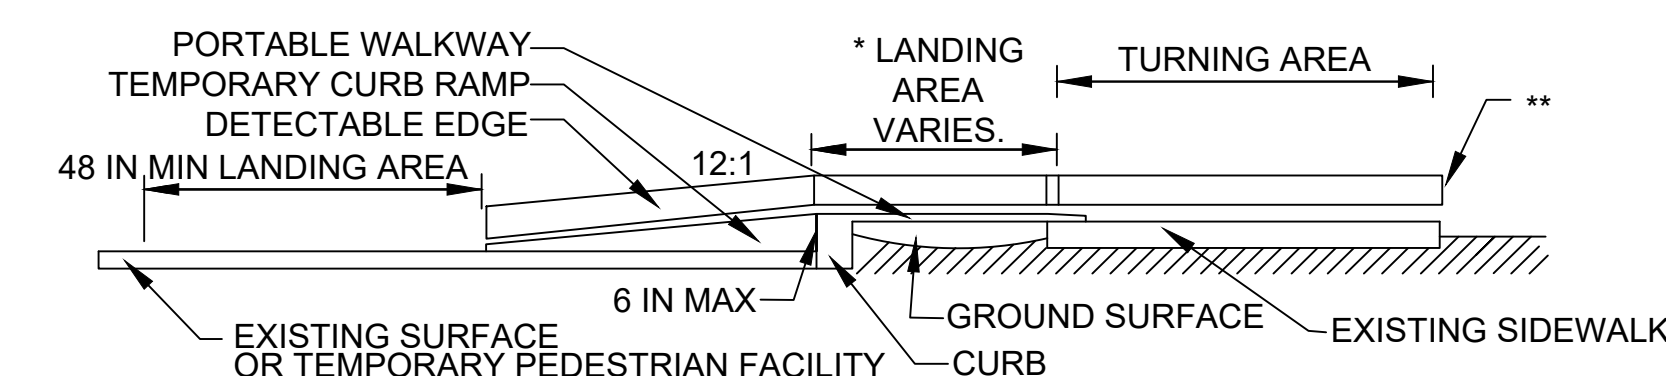 PORTABLE WALKWAY
TEMPORARY CURB RAMP
DETECTABLE EDGE
48 IN MIN LANDING AREA
12:1
* LANDING
AREA
VARIES.
TURNING AREA
**
6 IN MAX
GROUND SURFACE
EXISTING SIDEWALK
EXISTING SURFACE
OR TEMPORARY PEDESTRIAN FACILITY
CURB